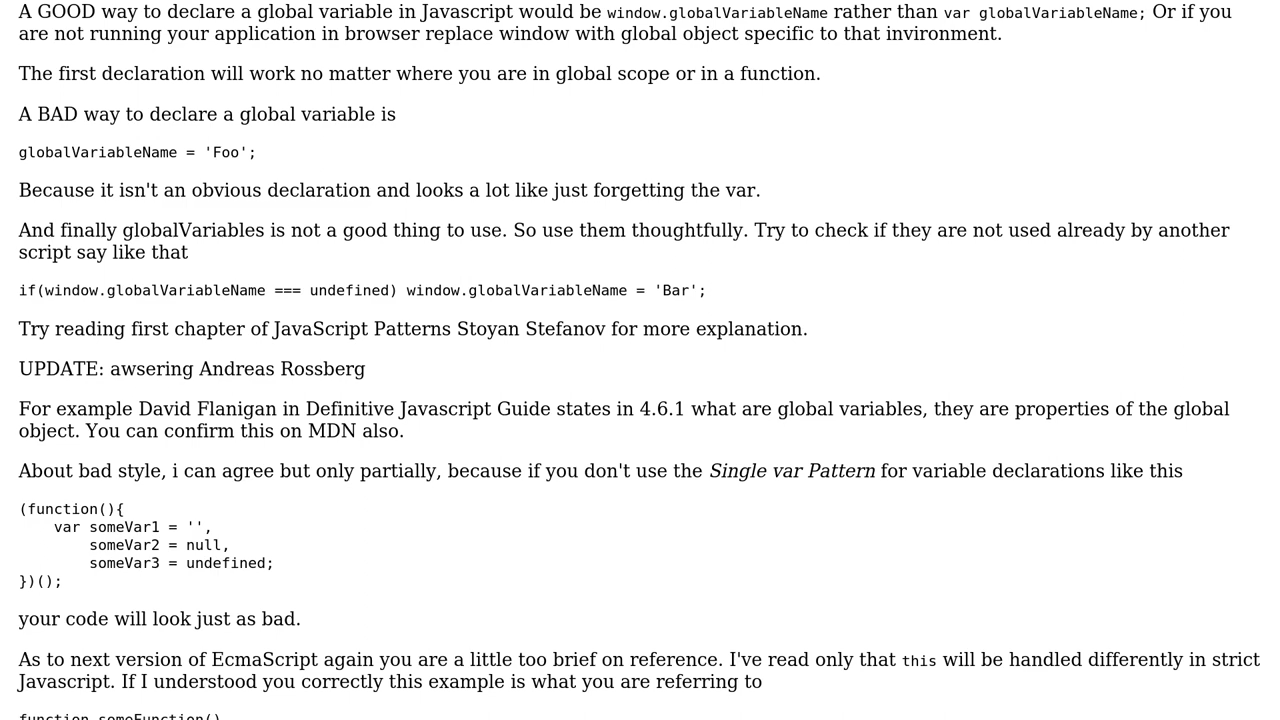 A GOOD way to declare a global variable in Javascript would be window.globalVariableName rather than var globalVariableName; Or if you
are not running your application in browser replace window with global object specific to that invironment.
The first declaration will work no matter where you are in global scope or in a function.
A BAD way to declare a global variable is
globalVariableName = 'Foo';
Because it isn't an obvious declaration and looks a lot like just forgetting the var.
And finally globalVariables is not a good thing to use. So use them thoughtfully. Try to check if they are not used already by another
script say like that
if(window.globalVariableName === undefined) window.globalVariableName = 'Bar';
Try reading first chapter of JavaScript Patterns Stoyan Stefanov for more explanation.
UPDATE: awsering Andreas Rossberg
For example David Flanigan in Definitive Javascript Guide states in 4.6.1 what are global variables, they are properties of the global
object. You can confirm this on MDN also.
About bad style, i can agree but only partially, because if you don't use the Single var Pattern for variable declarations like this
(function(){
    var someVar1 = '',
        someVar2 = null,
        someVar3 = undefined;
})();
your code will look just as bad.
As to next version of EcmaScript again you are a little too brief on reference. I've read only that this will be handled differently in strict
Javascript. If I understood you correctly this example is what you are referring to
function someFunction()